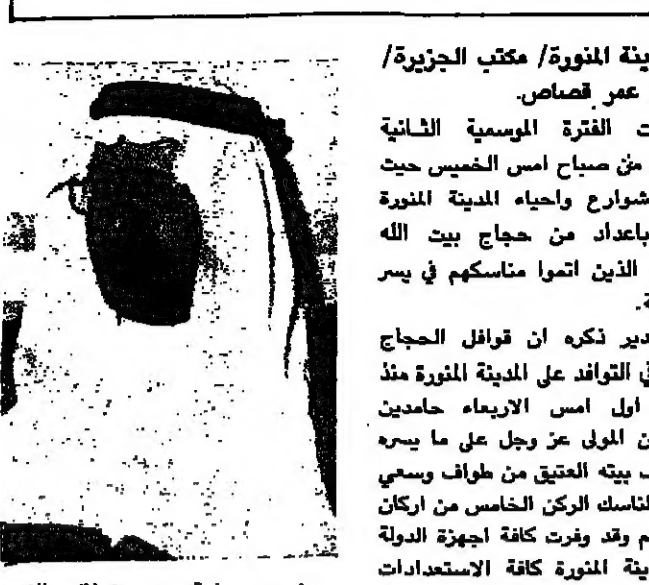 ينة المنورة/ مكتب الجزيرة/
عمر قصاص.
ت الفترة الموسمية الثانية
من صباح امس الخميس حيث
شوارع واحياء المدينة المنورة
باعداد من حجاج بيت الله
الذين اتموا مناسكهم في يسر
ة.
دير ذكره ان قوافل الحجاج
في التوافد على المدينة المنورة منذ
اول امس الاربعاء حامدين
ن المولى عز وجل على ما يسره
بيته العتيق من طواف وسعي
لناسك الركن الخامس من اركان
م وقد وفرت كافة اجهزة الدولة
ينة المنورة كافة الاستعدادات